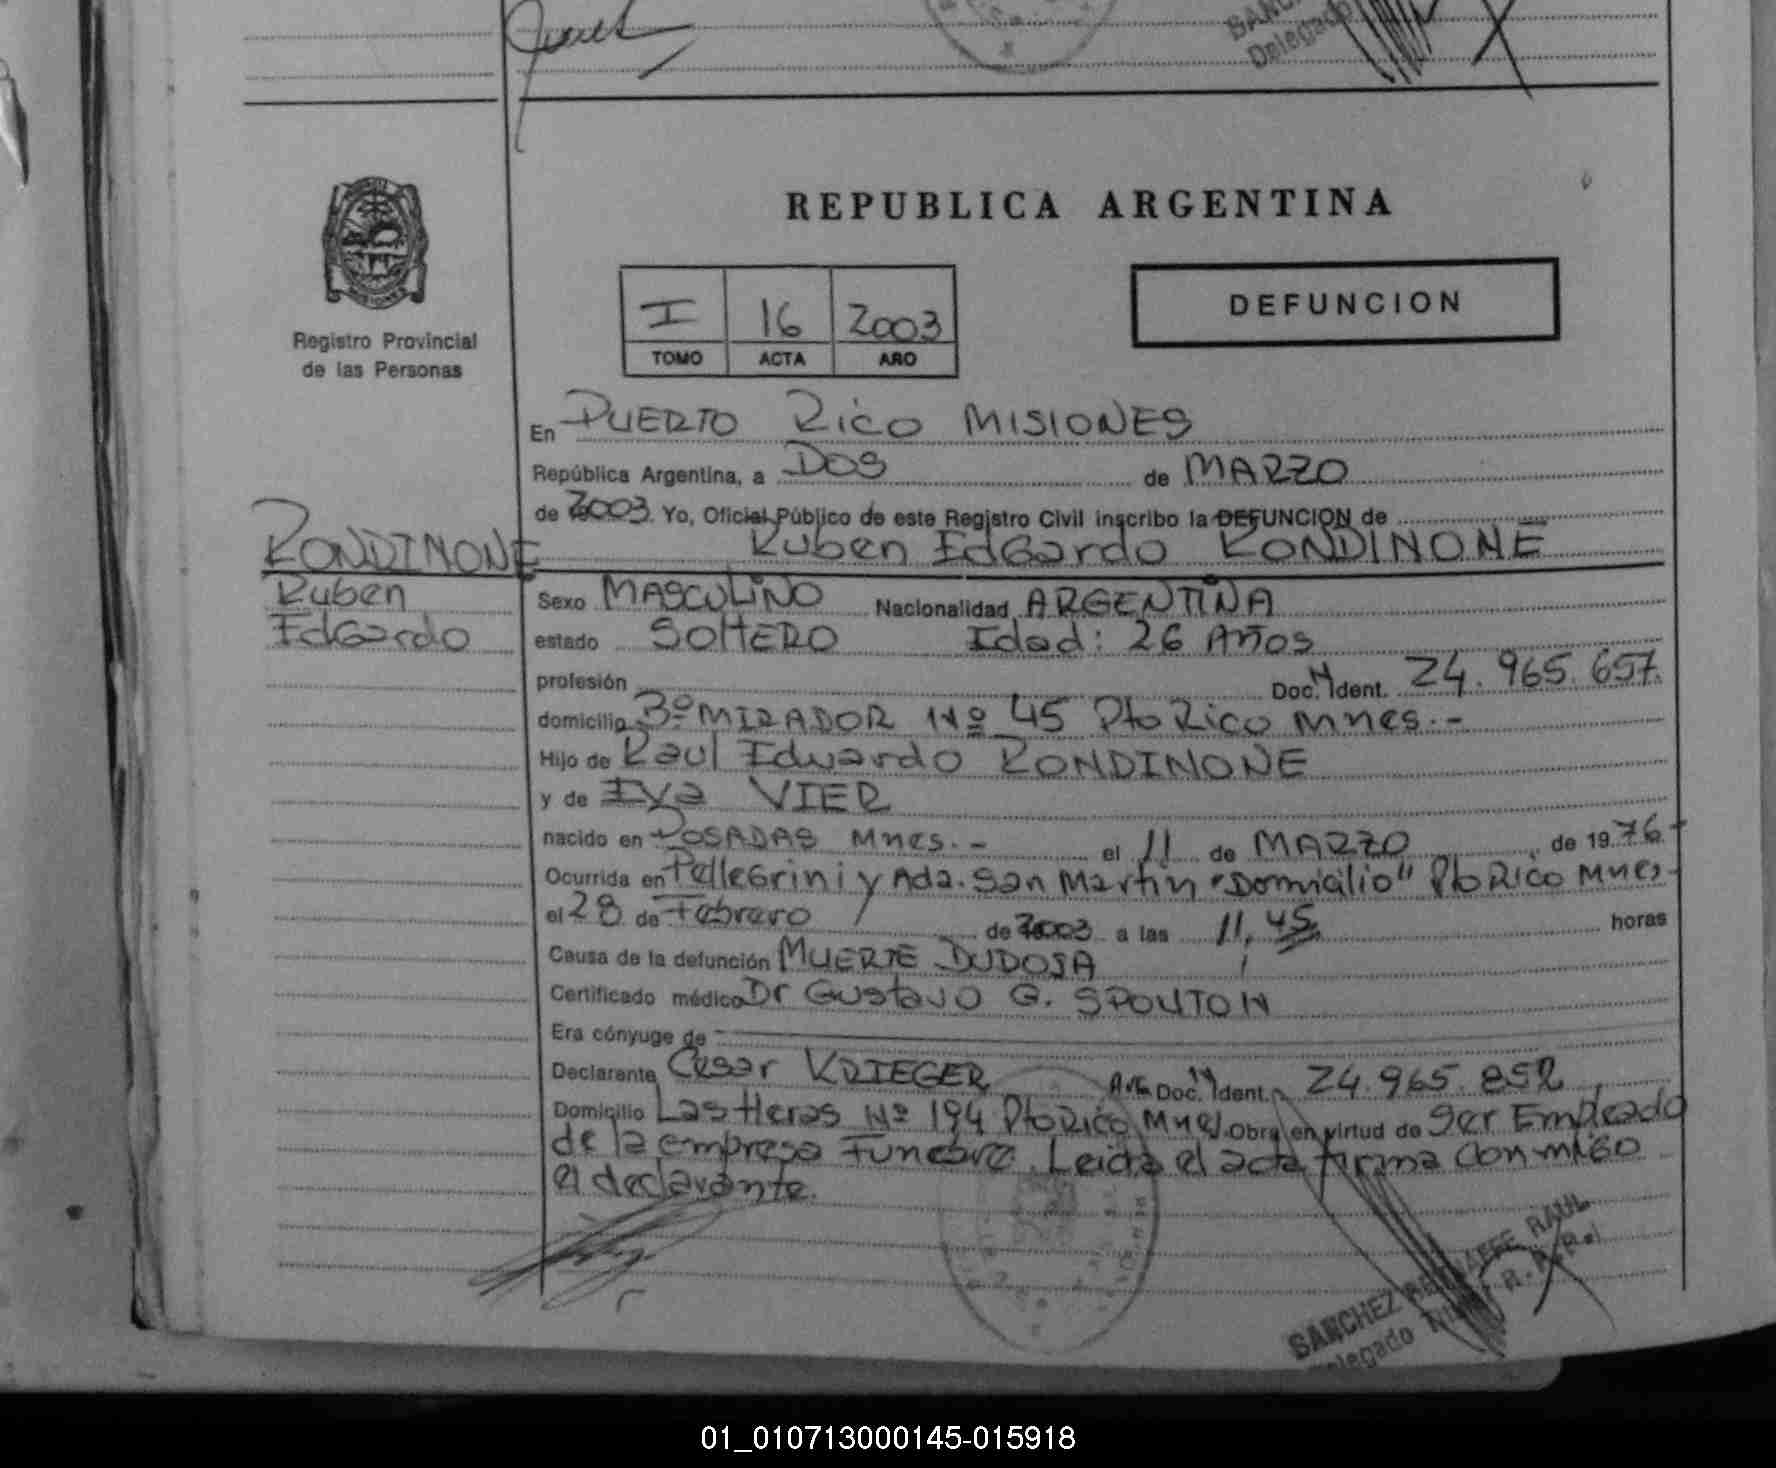 REPUBLICA ARGENTINA
I 16 2003
TOMO ACTA AÑO
DEFUNCION
Registro Provincial
de las Personas
MISIONES
RONDINONE
Ruben
Edgardo
En PUERTO RICO MISIONES
República Argentina, a DOS de MARZO
de 2003. Yo, Oficial Público de este Registro Civil inscribo la DEFUNCION de
Ruben Edgardo RONDINONE
Sexo MASCULINO Nacionalidad ARGENTINA
estado SOLTERO Edad: 26 Años
profesión Doc. N. Ident. 24.965.657.
domicilio 3º MIRADOR Nº 45 Pto Rico Mnes.-
Hijo de Raul Eduardo RONDINONE
y de Eva VIER
nacido en POSADAS Mnes.- el 11 de MARZO de 1976-
Ocurrida en Pellegrini y Ada. San Martin "Domicilio" Pto Rico Mnes-
el 28 de Febrero de 2003 a las 11,45 horas
Causa de la defunción MUERTE DUDOSA
Certificado médico Dr Gustavo G. SPOUTON
Era cónyuge de
Declarante Cesar KRIEGER Arg Doc. N. Ident. 24.965.852
Domicilio Las Heras Nº 194 Pto Rico Mnes. Obra en virtud de Ser Empleado
de la empresa Funebre. Leida el acta firma conmigo
el declarante.
SANCHEZ RAUL
Delegado
01_010713000145-015918